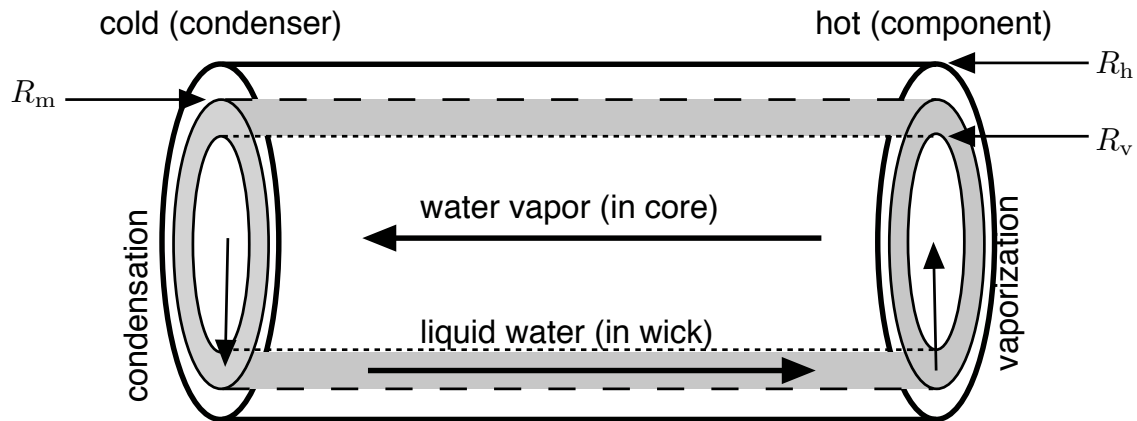 cold (condenser)
hot (component)
R_h
R_m
R_v
water vapor (in core)
condensation
vaporization
liquid water (in wick)